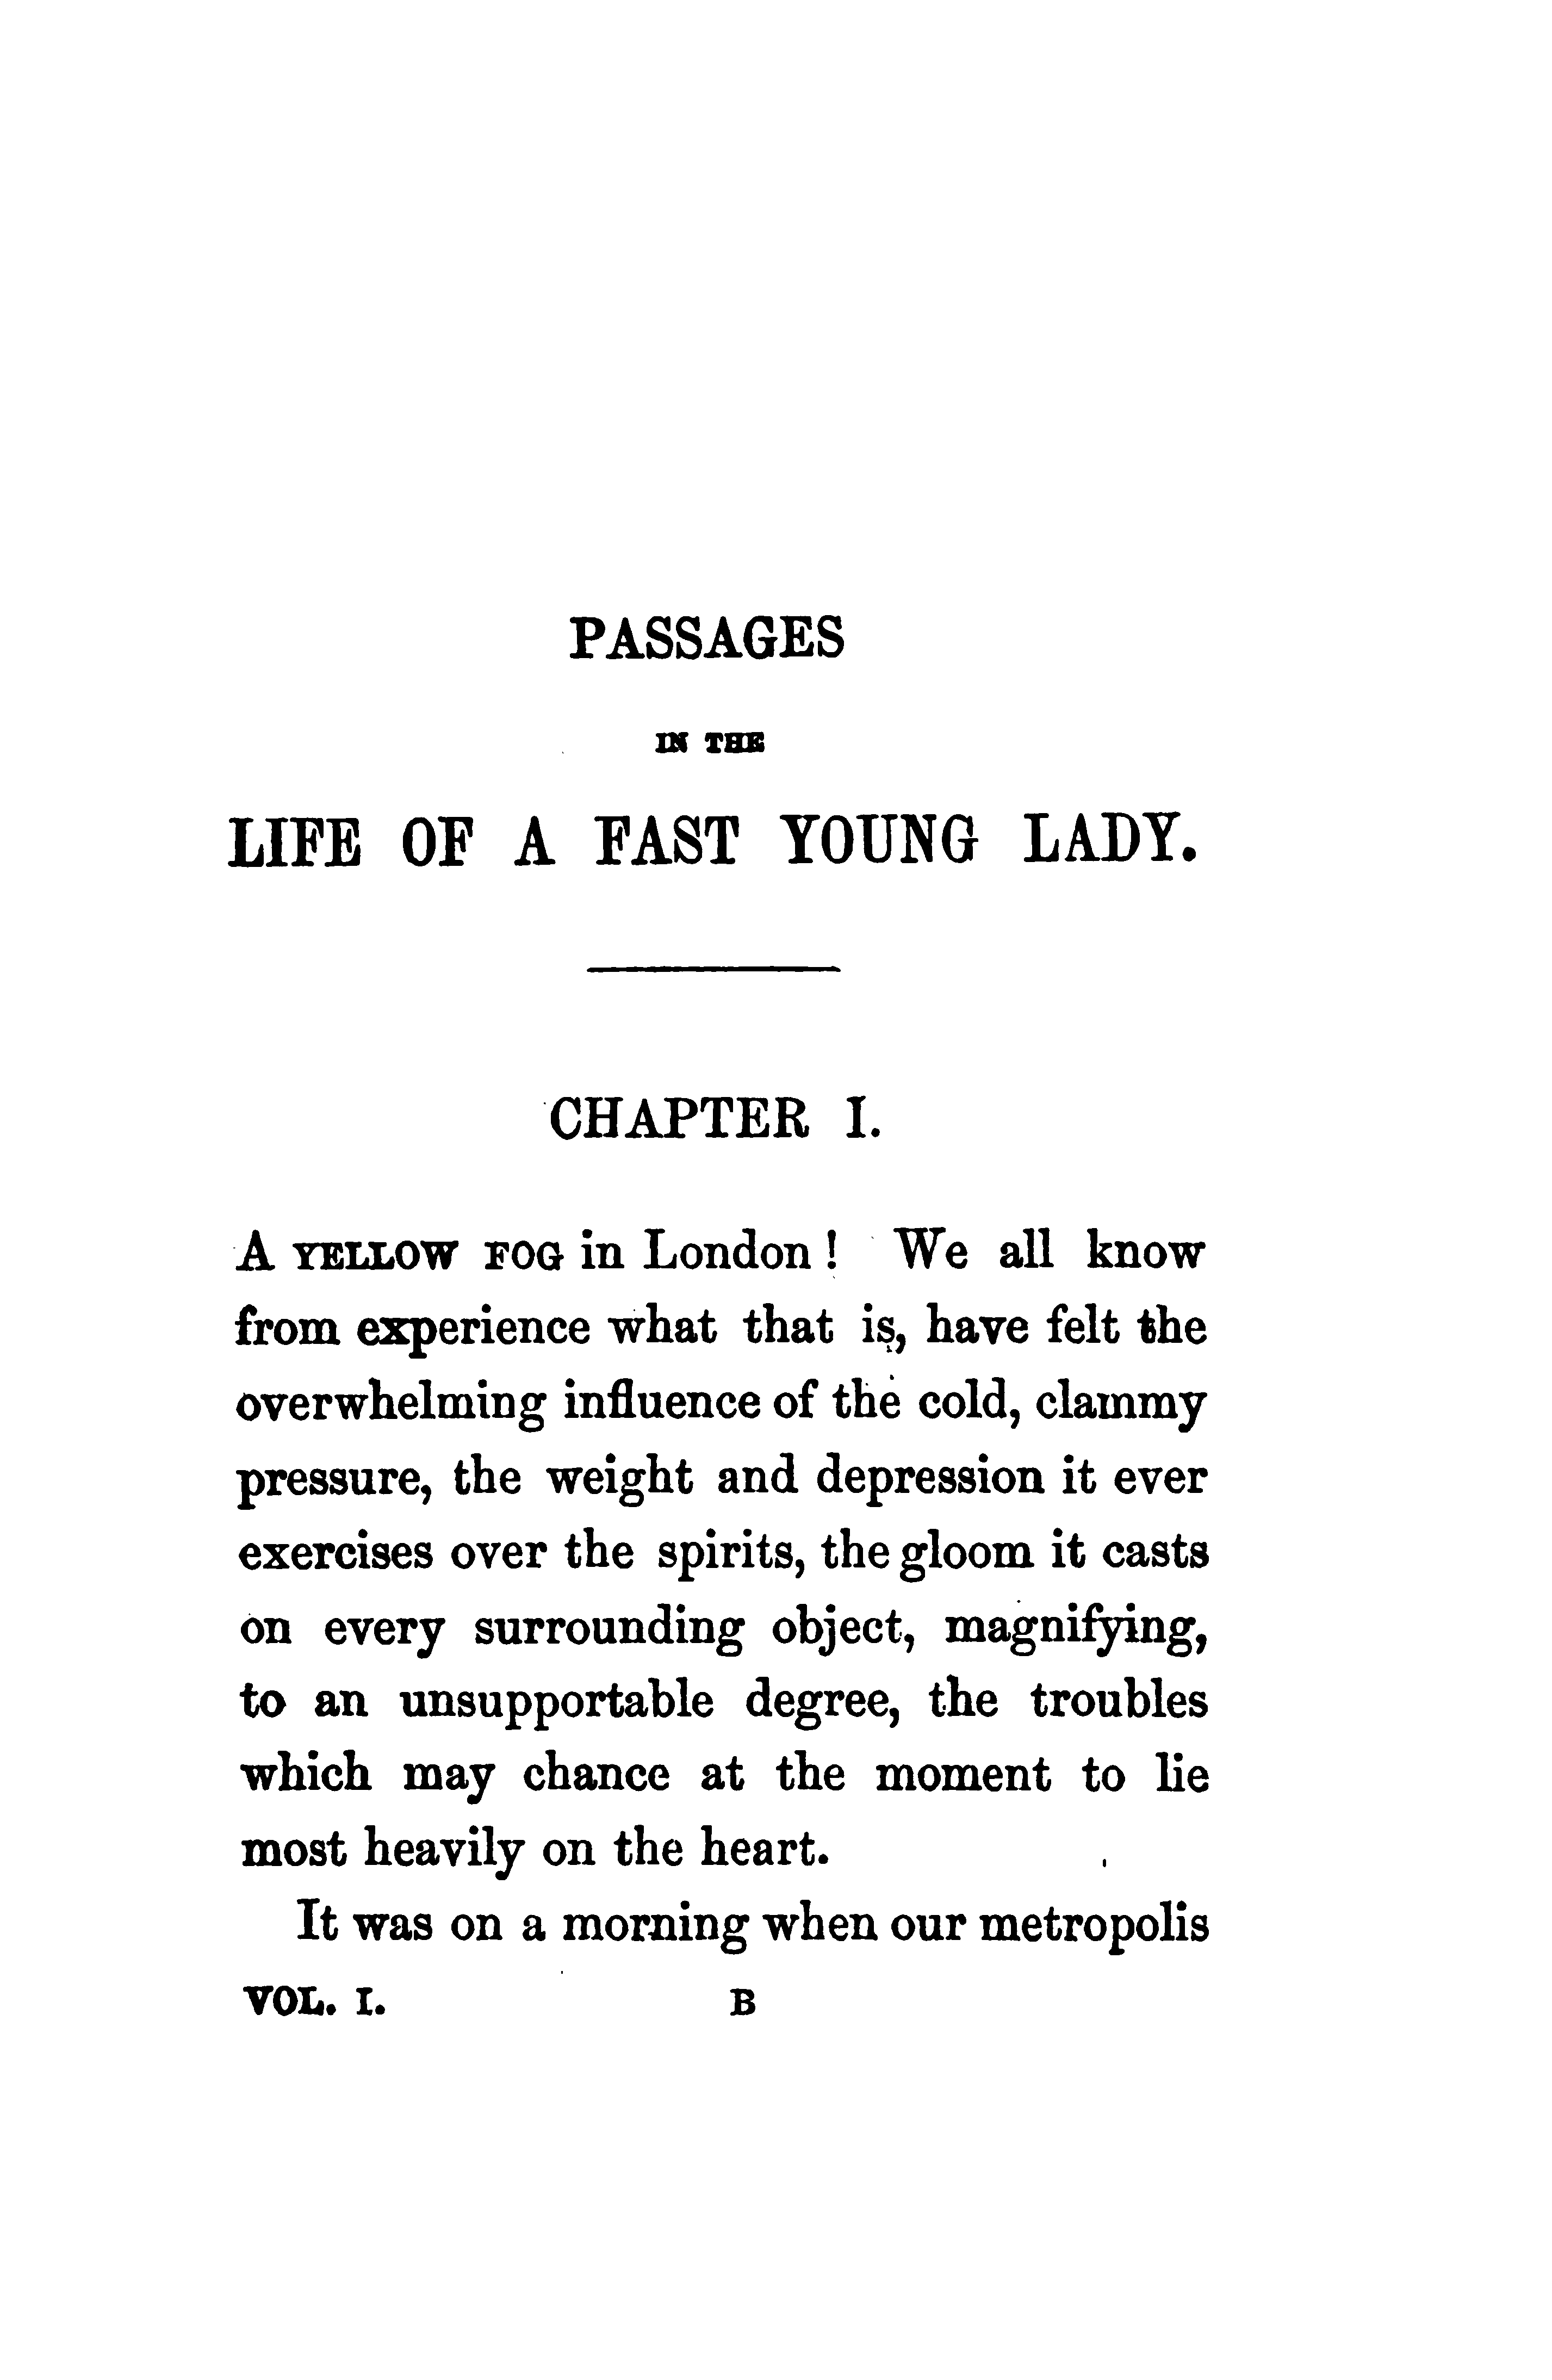 PASSAGES
IN THE
LIFE OF A FAST YOUNG LADY.
CHAPTER I.
A YELLOW FOG in London! We all know
from experience what that is, have felt the
overwhelming influence of the cold, clammy
pressure, the weight and depression it ever
exercises over the spirits, the gloom it casts
on every surrounding object, magnifying,
to an unsupportable degree, the troubles
which may chance at the moment to lie
most heavily on the heart.
It was on a morning when our metropolis
VOL. I. B